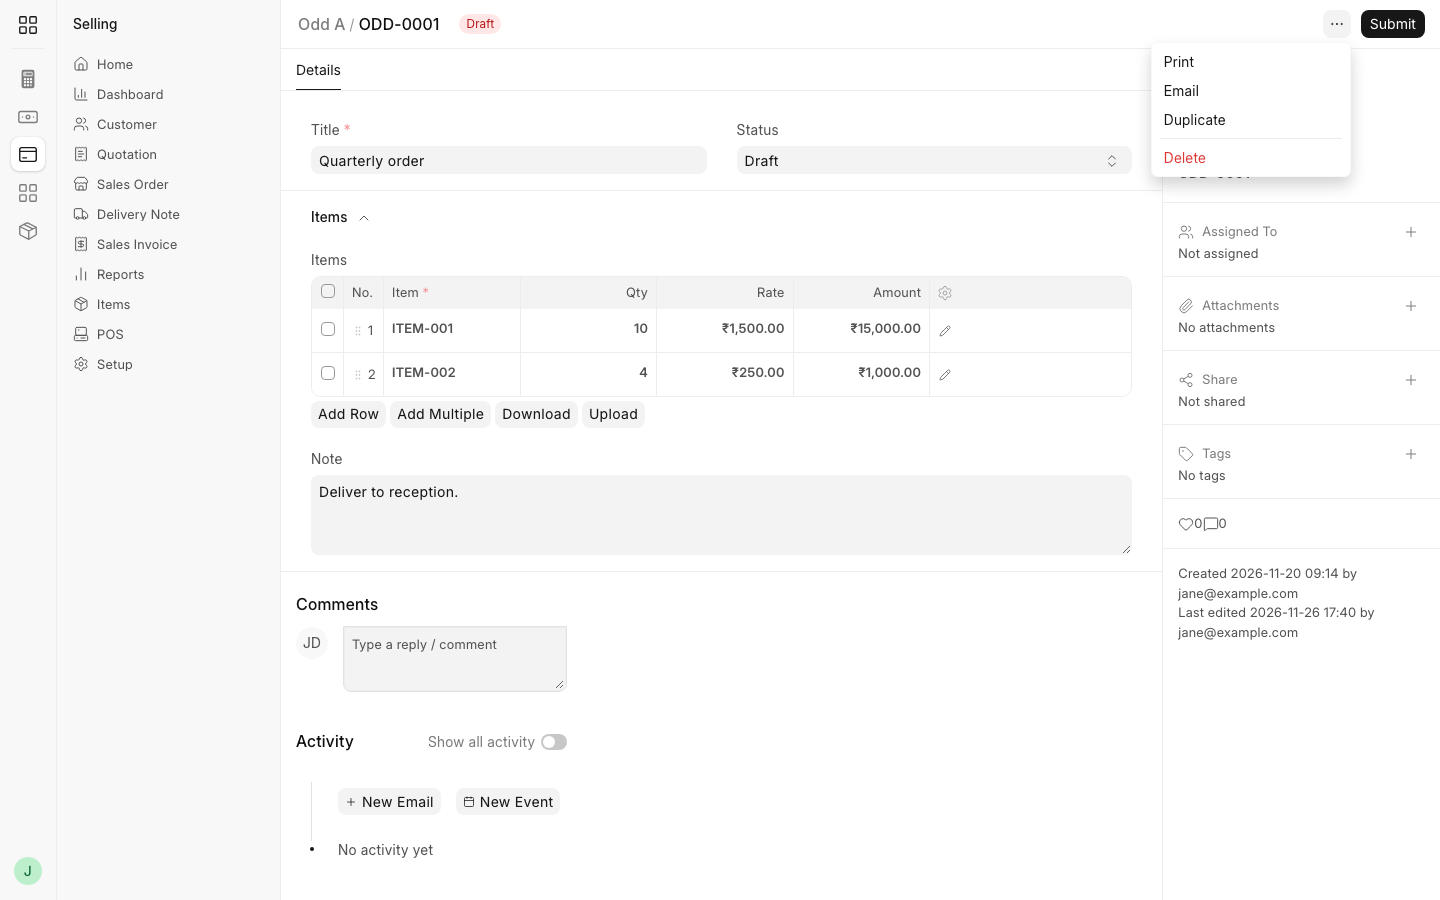 Selling
Home
Dashboard
Customer
Quotation
Sales Order
Delivery Note
Sales Invoice
Reports
Items
POS
Setup
J
Odd A / ODD-0001 Draft
... Submit
Print
Email
Duplicate
Delete
Details
Title *
Quarterly order
Status
Draft
Items
Items
No. Item * Qty Rate Amount
1 ITEM-001 10 ₹1,500.00 ₹15,000.00
2 ITEM-002 4 ₹250.00 ₹1,000.00
Add Row Add Multiple Download Upload
Note
Deliver to reception.
Comments
JD
Type a reply / comment
Activity Show all activity
New Email New Event
No activity yet
Assigned To
Not assigned
Attachments
No attachments
Share
Not shared
Tags
No tags
0 0
Created 2026-11-20 09:14 by
jane@example.com
Last edited 2026-11-26 17:40 by
jane@example.com